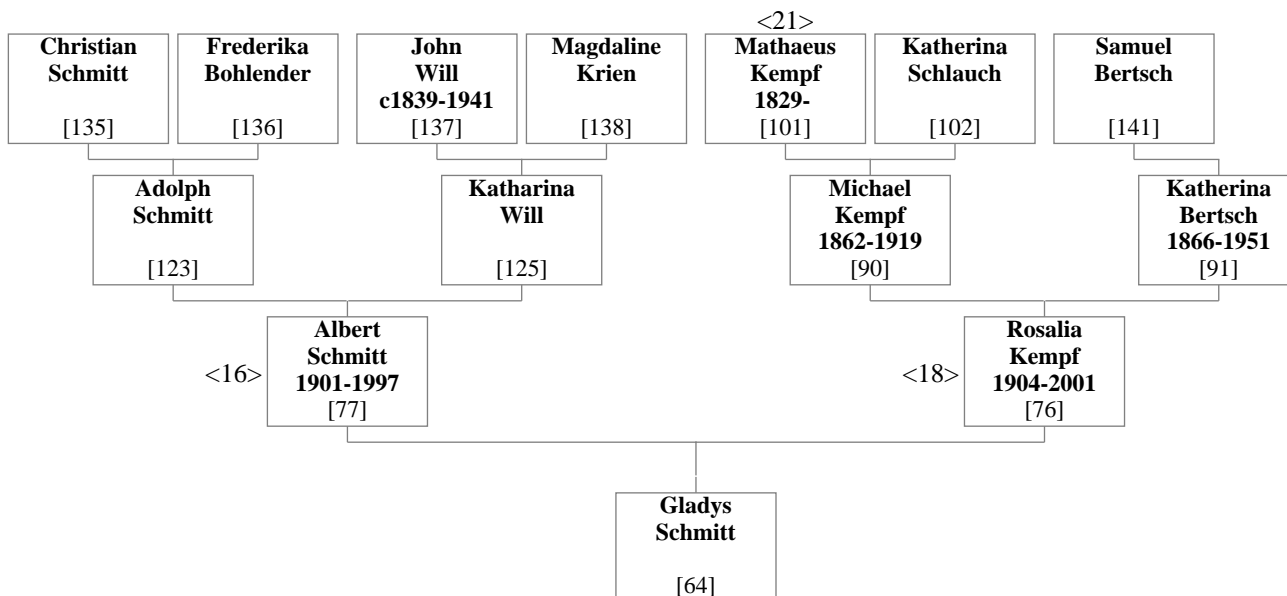 <21>
Christian
Schmitt
[135]
Frederika
Bohlender
[136]
John
Will
c1839-1941
[137]
Magdaline
Krien
[138]
Mathaeus
Kempf
1829-
[101]
Katherina
Schlauch
[102]
Samuel
Bertsch
[141]
Adolph
Schmitt
[123]
Katharina
Will
[125]
Michael
Kempf
1862-1919
[90]
Katherina
Bertsch
1866-1951
[91]
<16>
Albert
Schmitt
1901-1997
[77]
<18>
Rosalia
Kempf
1904-2001
[76]
Gladys
Schmitt
[64]